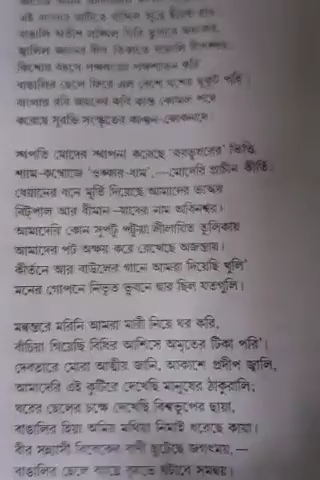 এই বাংলার মাটিতে গাঁথিল সূত্রে হীরক হার।
বাঙালি অতীশ লঙ্ঘিল গিরি তুষারে ভয়ংকর,
জ্বালিল জ্ঞানের দীপ তিব্বতে বাঙালি দীপঙ্কর।
কিশোর বয়সে পক্ষধরের পক্ষশাতন করি
বাঙালির ছেলে ফিরে এল দেশে যশের মুকুট পরি।
বাংলার রবি জয়দেব কবি কান্ত কোমল পদে
করেছে সুরভি সংস্কৃতের কাঞ্চন-কোকনদে।
স্থপতি মোদের স্থাপনা করেছে 'বরভূধরের' ভিত্তি,
শ্যাম-কম্বোজে 'ওঙ্কার-ধাম',—মোদেরি প্রাচীন কীর্তি।
ধেয়ানের ধনে মূর্তি দিয়েছে আমাদের ভাস্কর
বিট্‌পাল আর ধীমান—যাদের নাম অবিনশ্বর।
আমাদেরি কোন সুপটু পটুয়া লীলায়িত তুলিকায়
আমাদের পট অক্ষয় করে রেখেছে অজন্তায়।
কীর্তনে আর বাউলের গানে আমরা দিয়েছি খুলি'
মনের গোপনে নিভৃত ভুবনে দ্বার ছিল যতগুলি।
মন্বন্তরে মরিনি আমরা মারী নিয়ে ঘর করি,
বাঁচিয়া গিয়েছি বিধির আশিসে অমৃতের টিকা পরি'।
দেবতারে মোরা আত্মীয় জানি, আকাশে প্রদীপ জ্বালি,
আমাদেরি এই কুটিরে দেখেছি মানুষের ঠাকুরালি;
ঘরের ছেলের চক্ষে দেখেছি বিশ্বভূপের ছায়া,
বাঙালির হিয়া অমিয় মথিয়া নিমাই ধরেছে কায়া।
বীর সন্ন্যাসী বিবেকের বাণী ছুটেছে জগৎময়,—
বাঙালির ছেলে ব্যাঘ্রে বৃষভে ঘটাবে সমন্বয়।